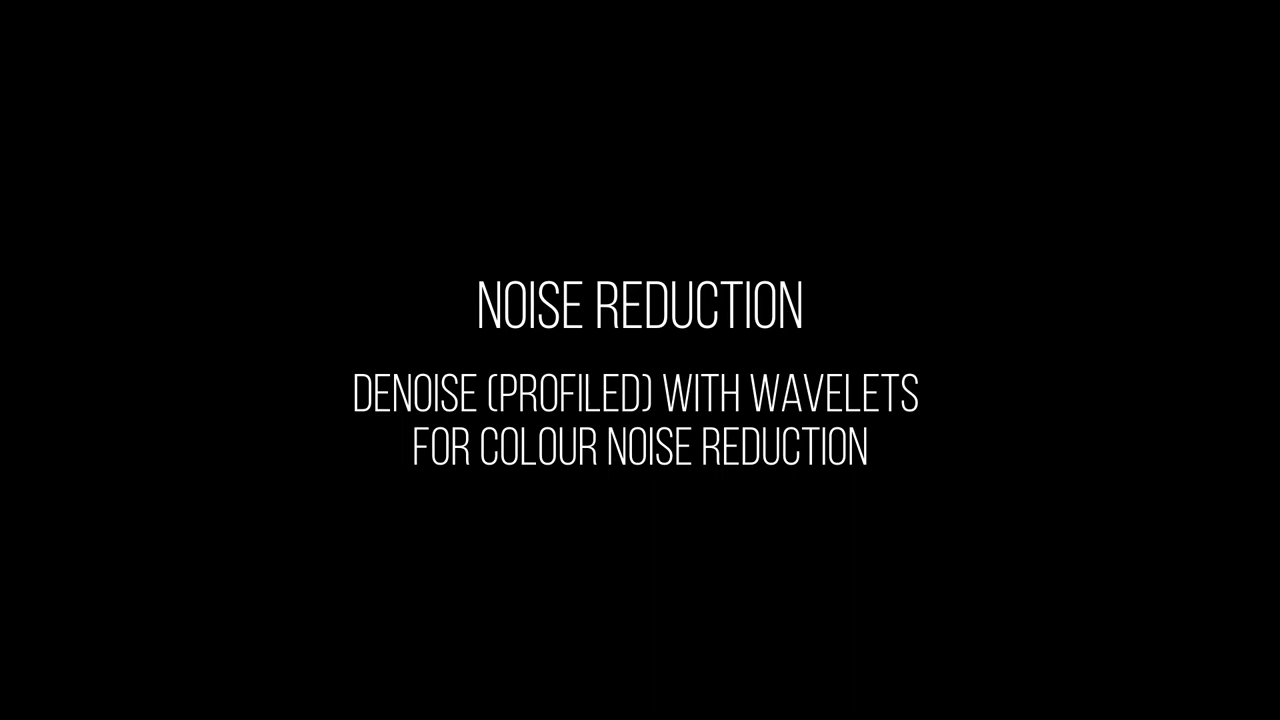 NOISE REDUCTION
DENOISE (PROFILED) WITH WAVELETS
FOR COLOUR NOISE REDUCTION